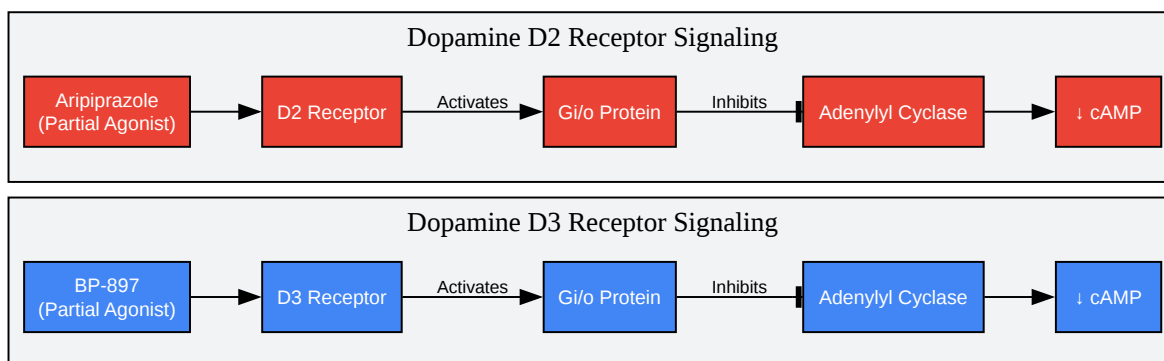 Dopamine D2 Receptor Signaling
Aripiprazole
(Partial Agonist)
D2 Receptor
Activates
Gi/o Protein
Inhibits
Adenylyl Cyclase
↓ cAMP
Dopamine D3 Receptor Signaling
BP-897
(Partial Agonist)
D3 Receptor
Activates
Gi/o Protein
Inhibits
Adenylyl Cyclase
↓ cAMP